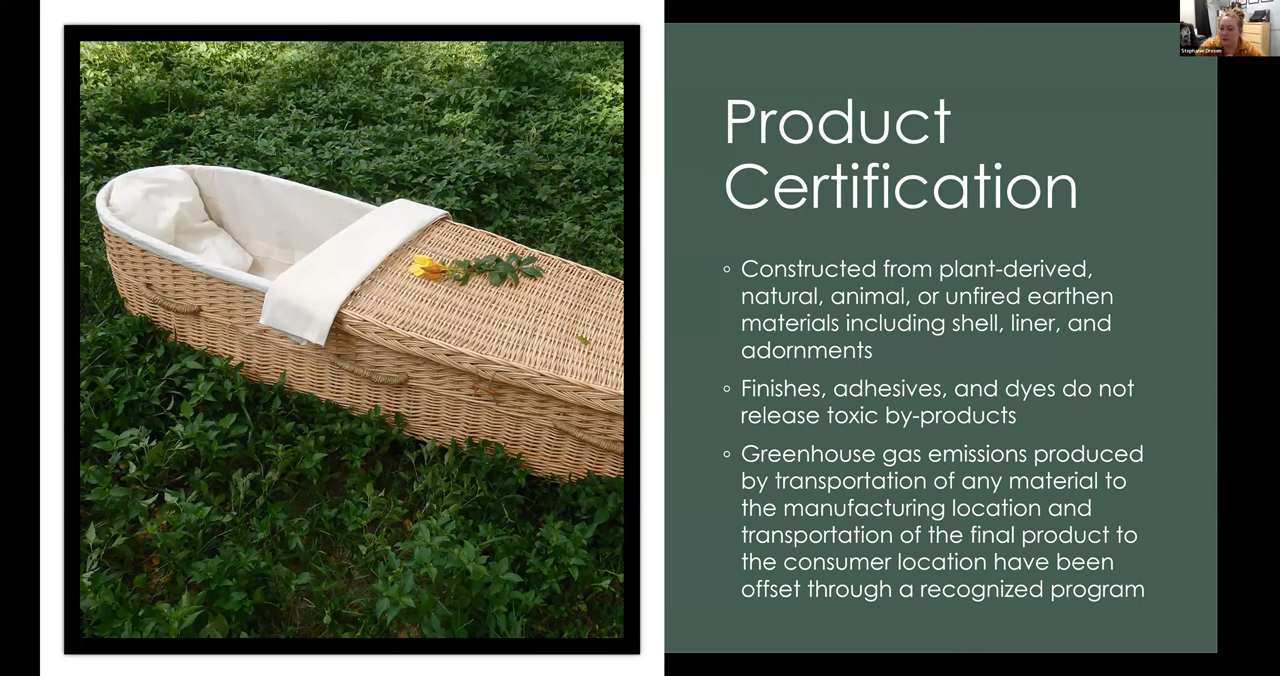 Stephanie Dresen
Product
Certification
◦ Constructed from plant-derived,
natural, animal, or unfired earthen
materials including shell, liner, and
adornments
◦ Finishes, adhesives, and dyes do not
release toxic by-products
◦ Greenhouse gas emissions produced
by transportation of any material to
the manufacturing location and
transportation of the final product to
the consumer location have been
offset through a recognized program